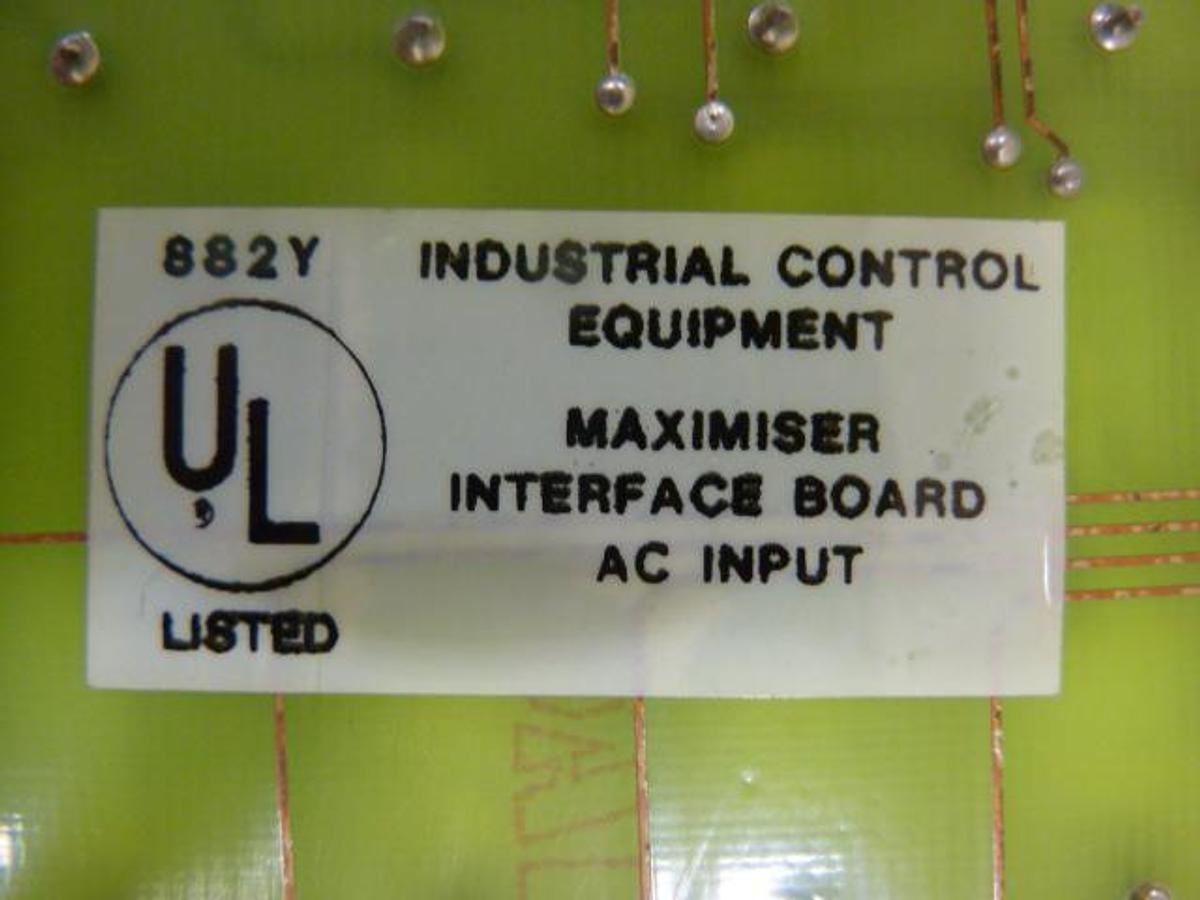 882Y
UL
LISTED
INDUSTRIAL CONTROL
EQUIPMENT
MAXIMISER
INTERFACE BOARD
AC INPUT